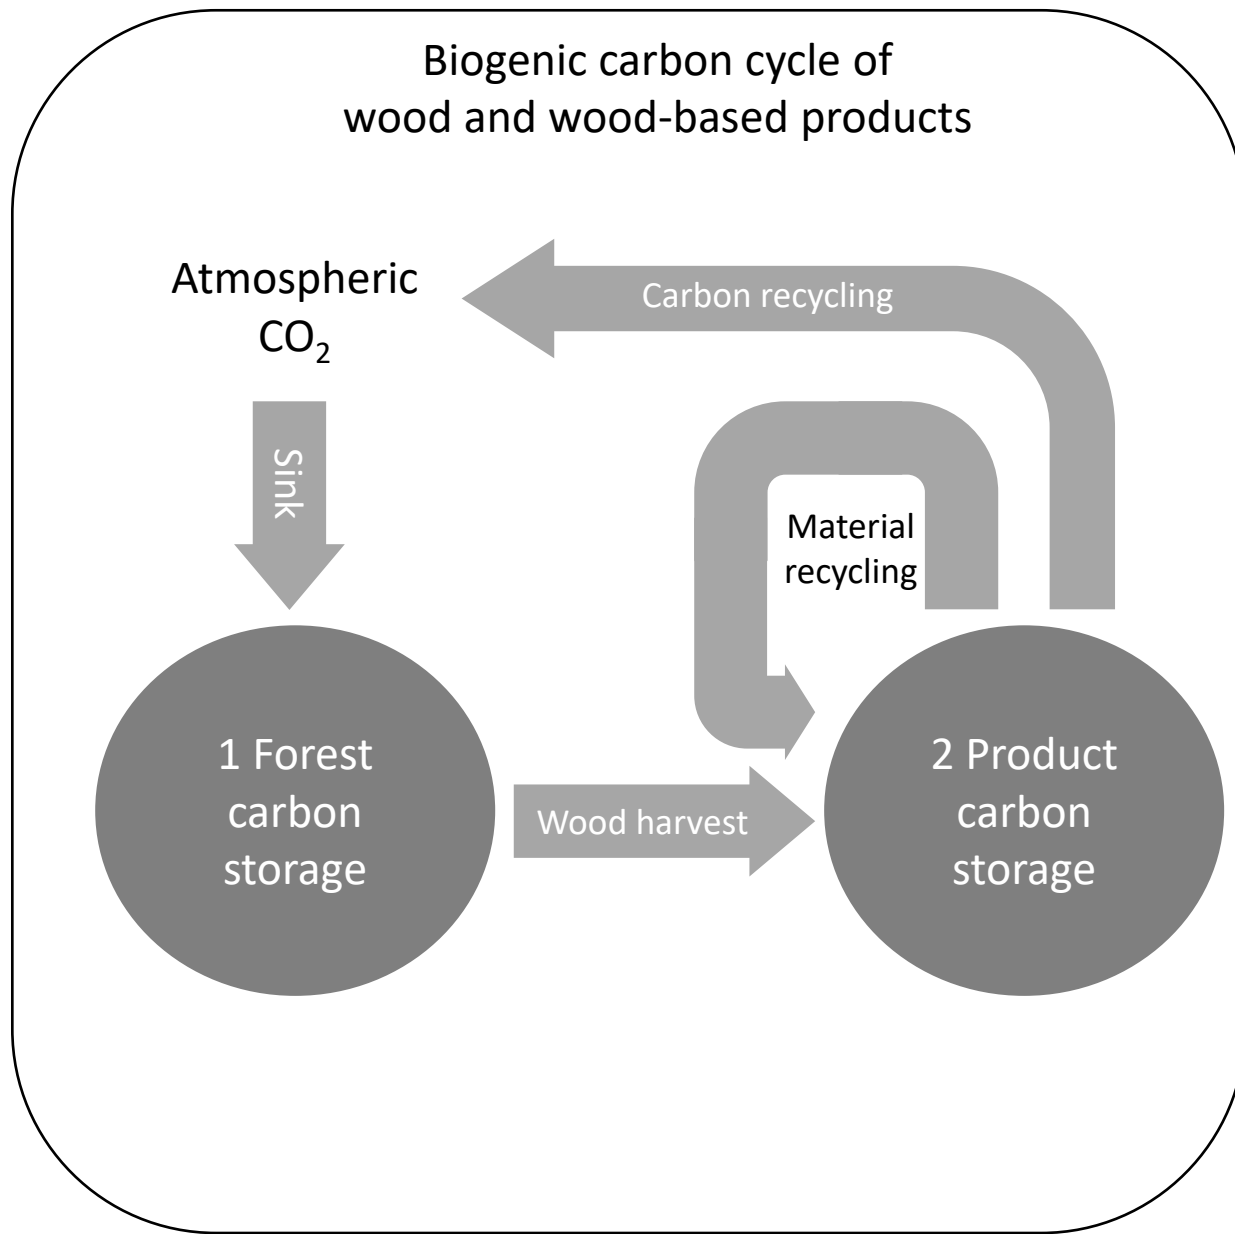 Biogenic carbon cycle of
wood and wood-based products
Atmospheric
CO₂
Carbon recycling
Sink
Material
recycling
1 Forest
carbon
storage
Wood harvest
2 Product
carbon
storage